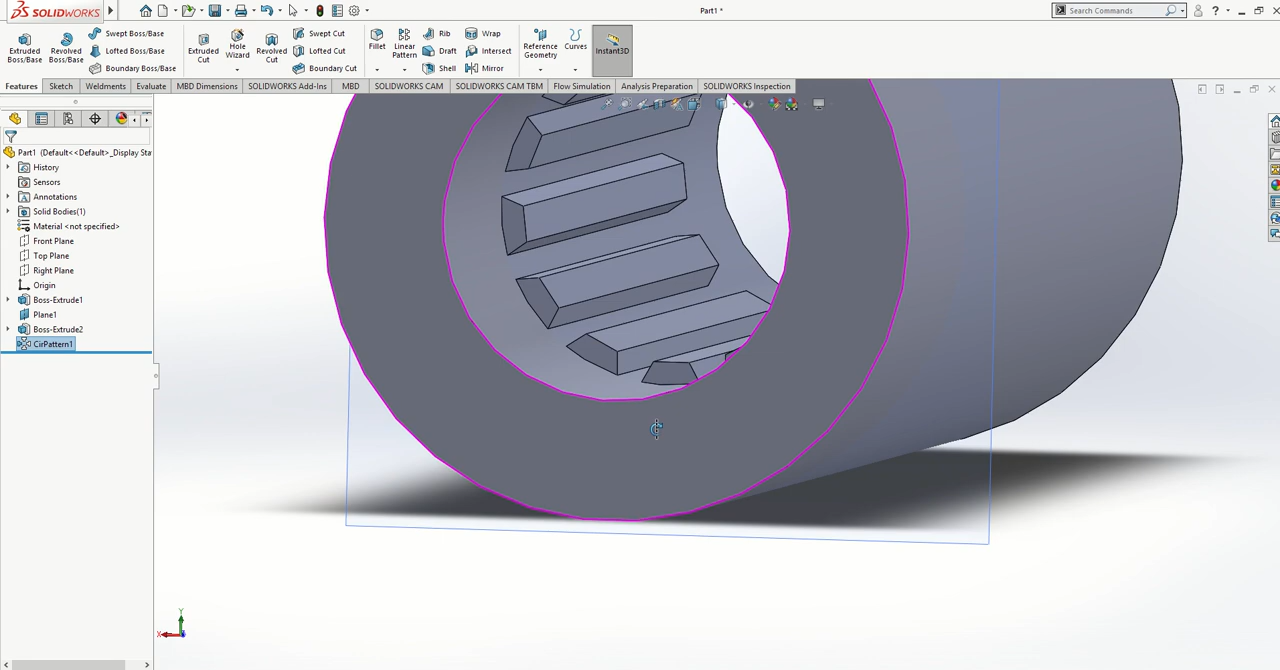 SOLIDWORKS
Part1 *
Search Commands
?
Extruded Boss/Base
Revolved Boss/Base
Swept Boss/Base
Lofted Boss/Base
Boundary Boss/Base
Extruded Cut
Hole Wizard
Revolved Cut
Swept Cut
Lofted Cut
Boundary Cut
Fillet
Linear Pattern
Rib
Draft
Shell
Wrap
Intersect
Mirror
Reference Geometry
Curves
Instant3D
Features
Sketch
Weldments
Evaluate
MBD Dimensions
SOLIDWORKS Add-Ins
MBD
SOLIDWORKS CAM
SOLIDWORKS CAM TBM
Flow Simulation
Analysis Preparation
SOLIDWORKS Inspection
Part1 (Default<<Default>_Display Sta
History
Sensors
Annotations
Solid Bodies(1)
Material <not specified>
Front Plane
Top Plane
Right Plane
Origin
Boss-Extrude1
Plane1
Boss-Extrude2
CirPattern1
Y
X